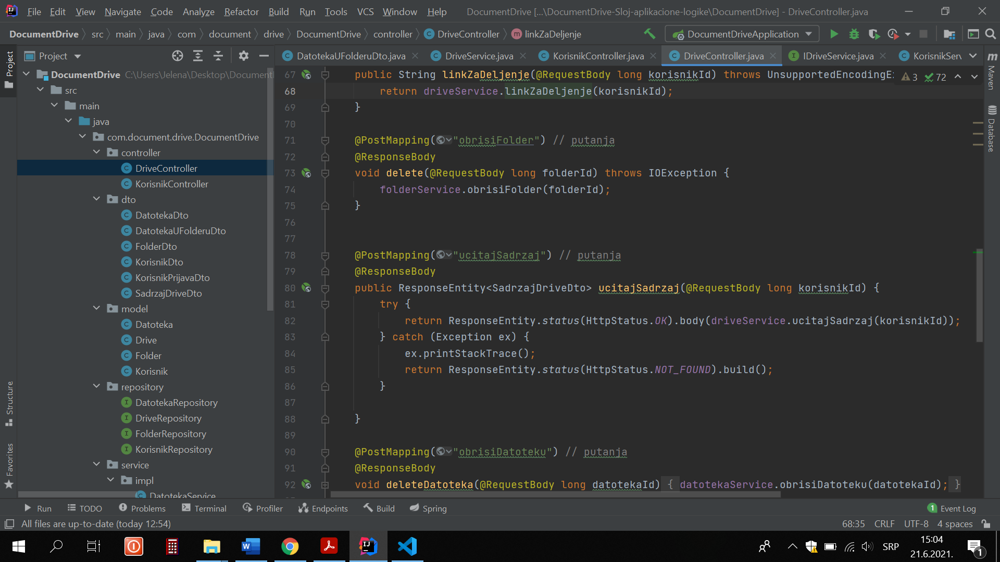 File Edit View Navigate Code Analyze Refactor Build Run Tools VCS Window Help DocumentDrive [...\DocumentDrive-Sloj-aplikacione-logike\DocumentDrive] - DriveController.java
DocumentDrive src main java com document drive DocumentDrive controller DriveController linkZaDeljenje DocumentDriveApplication
Project
DatotekaUFolderuDto.java DriveService.java KorisnikController.java DriveController.java IDriveService.java KorisnikServ
Project
DocumentDrive C:\Users\Jelena\Desktop\Document
src
main
java
com.document.drive.DocumentDrive
controller
DriveController
KorisnikController
dto
DatotekaDto
DatotekaUFolderuDto
FolderDto
KorisnikDto
KorisnikPrijavaDto
SadrzajDriveDto
model
Datoteka
Drive
Folder
Korisnik
repository
DatotekaRepository
DriveRepository
FolderRepository
KorisnikRepository
service
impl
DatotekaService
Structure
Favorites
67 public String linkZaDeljenje(@RequestBody long korisnikId) throws UnsupportedEncodingE
3 72
68 return driveService.linkZaDeljenje(korisnikId);
69 }
70
71 @PostMapping("obrisiFolder") // putanja
72 @ResponseBody
73 void delete(@RequestBody long folderId) throws IOException {
74 folderService.obrisiFolder(folderId);
75 }
76
77
78 @PostMapping("ucitajSadrzaj") // putanja
79 @ResponseBody
80 public ResponseEntity<SadrzajDriveDto> ucitajSadrzaj(@RequestBody long korisnikId) {
81 try {
82 return ResponseEntity.status(HttpStatus.OK).body(driveService.ucitajSadrzaj(korisnikId));
83 } catch (Exception ex) {
84 ex.printStackTrace();
85 return ResponseEntity.status(HttpStatus.NOT_FOUND).build();
86 }
87
88 }
89
90 @PostMapping("obrisiDatoteku") // putanja
91 @ResponseBody
92 void deleteDatoteka(@RequestBody long datotekaId) { datotekaService.obrisiDatoteku(datotekaId); }
Maven
Database
Run TODO Problems Terminal Profiler Endpoints Build Spring 1 Event Log
All files are up-to-date (today 12:54) 68:35 CRLF UTF-8 4 spaces
SRP
15:04
21.6.2021.
1